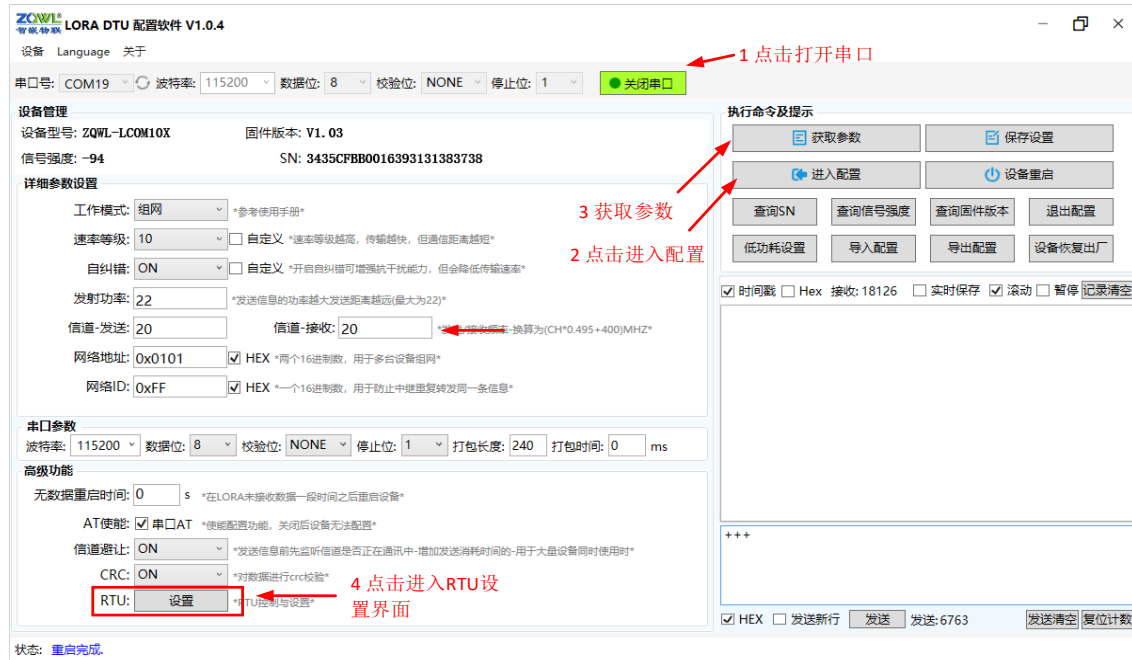 ZQWL 智嵌物联 LORA DTU 配置软件 V1.0.4
设备 Language 关于
1 点击打开串口
串口号: COM19 波特率: 115200 数据位: 8 校验位: NONE 停止位: 1 关闭串口
设备管理
设备型号: ZQWL-LCOM10X 固件版本: V1.03
信号强度: -94 SN: 3435CFBB0016393131383738
详细参数设置
工作模式: 组网 *参考使用手册*
速率等级: 10 自定义 *速率等级越高，传输越快，但通信距离越短*
自纠错: ON 自定义 *开启自纠错可增强抗干扰能力，但会降低传输速率*
发射功率: 22 *发送信息的功率越大发送距离越远(最大为22)*
信道-发送: 20 信道-接收: 20 -换算为(CH*0.495+400)MHZ*
网络地址: 0x0101 HEX *两个16进制数，用于多台设备组网*
网络ID: 0xFF HEX *一个16进制数，用于防止中继重复转发同一条信息*
串口参数
波特率: 115200 数据位: 8 校验位: NONE 停止位: 1 打包长度: 240 打包时间: 0 ms
高级功能
无数据重启时间: 0 s *在LORA未接收数据一段时间之后重启设备*
AT使能: 串口AT *使能配置功能，关闭后设备无法配置*
信道避让: ON *发送信息前先监听信道是否正在通讯中-增加发送消耗时间的-用于大量设备同时使用时*
CRC: ON *对数据进行crc校验*
RTU: 设置 *RTU控制与设置*
4 点击进入RTU设
置界面
执行命令及提示
获取参数 保存设置
进入配置 设备重启
3 获取参数
2 点击进入配置
查询SN 查询信号强度 查询固件版本 退出配置
低功耗设置 导入配置 导出配置 设备恢复出厂
时间戳 Hex 接收: 18126 实时保存 滚动 暂停 记录清空
+++
HEX 发送新行 发送 发送: 6763 发送清空 复位计数
状态: 重启完成.